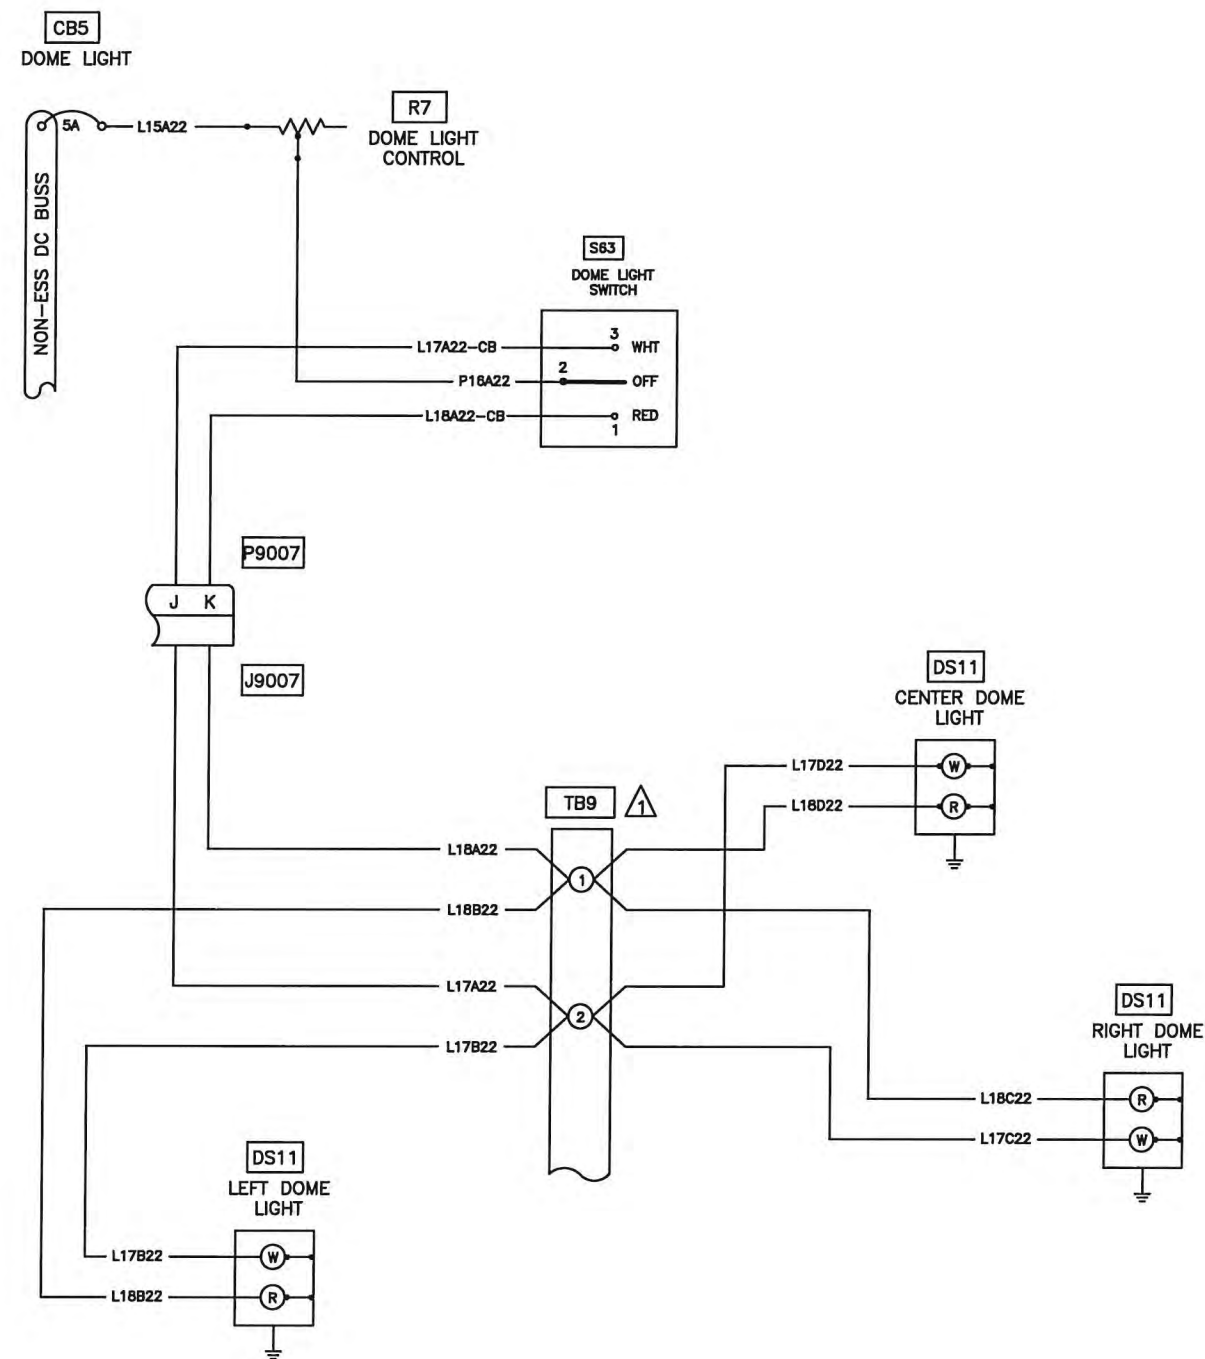 CB5
DOME LIGHT
5A
L15A22
R7
DOME LIGHT
CONTROL
NON-ESS DC BUSS
S63
DOME LIGHT
SWITCH
L17A22-CB
3
WHT
P16A22
2
OFF
L18A22-CB
1
RED
P9007
J K
J9007
DS11
CENTER DOME
LIGHT
L17D22
W
L18D22
R
TB9
1
L18A22
1
L18B22
L17A22
2
L17B22
DS11
RIGHT DOME
LIGHT
L18C22
R
L17C22
W
DS11
LEFT DOME
LIGHT
L17B22
W
L18B22
R